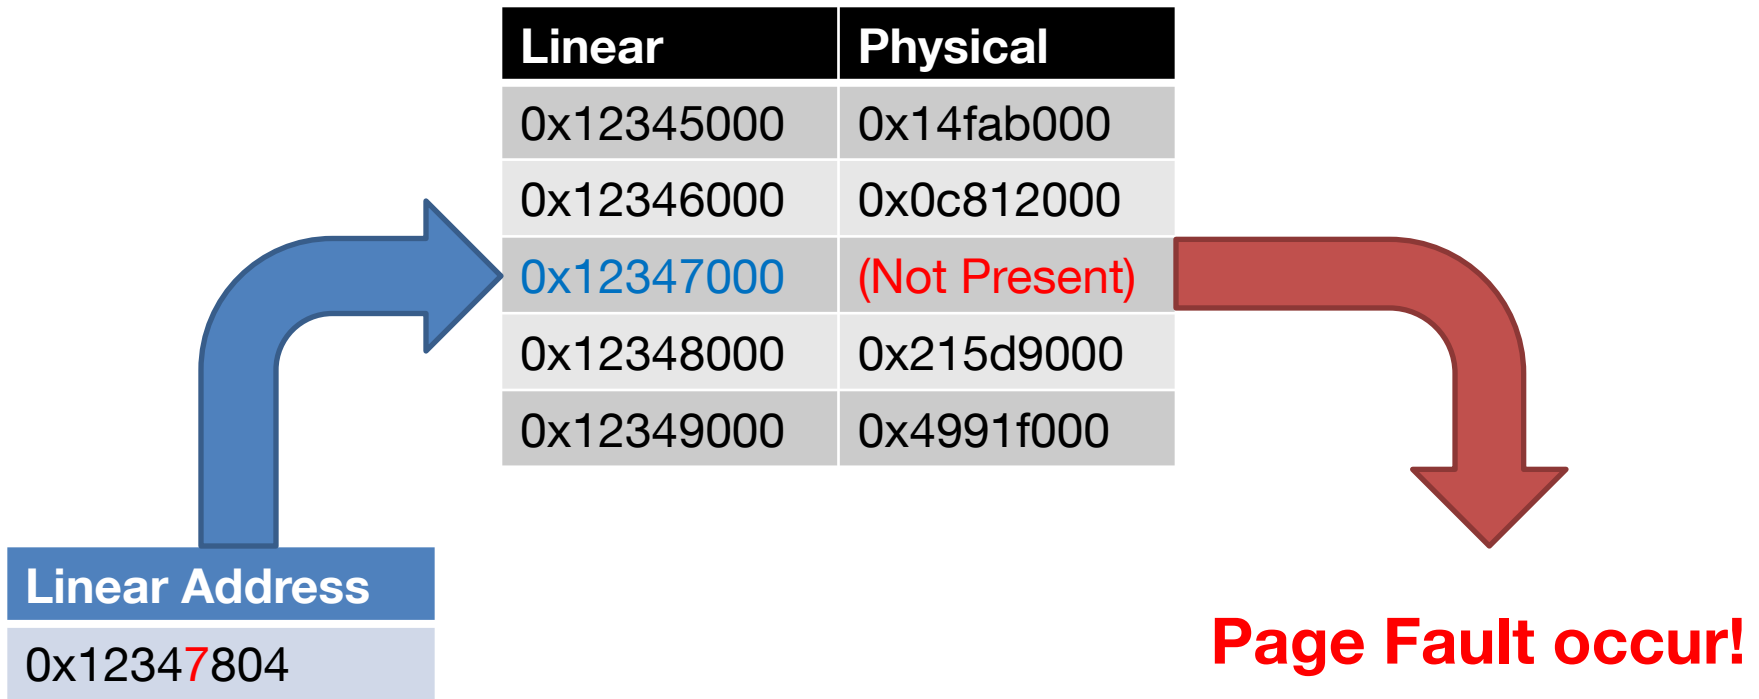 Linear Physical
0x12345000 0x14fab000
0x12346000 0x0c812000
0x12347000 (Not Present)
0x12348000 0x215d9000
0x12349000 0x4991f000
Linear Address
0x12347804
Page Fault occur!